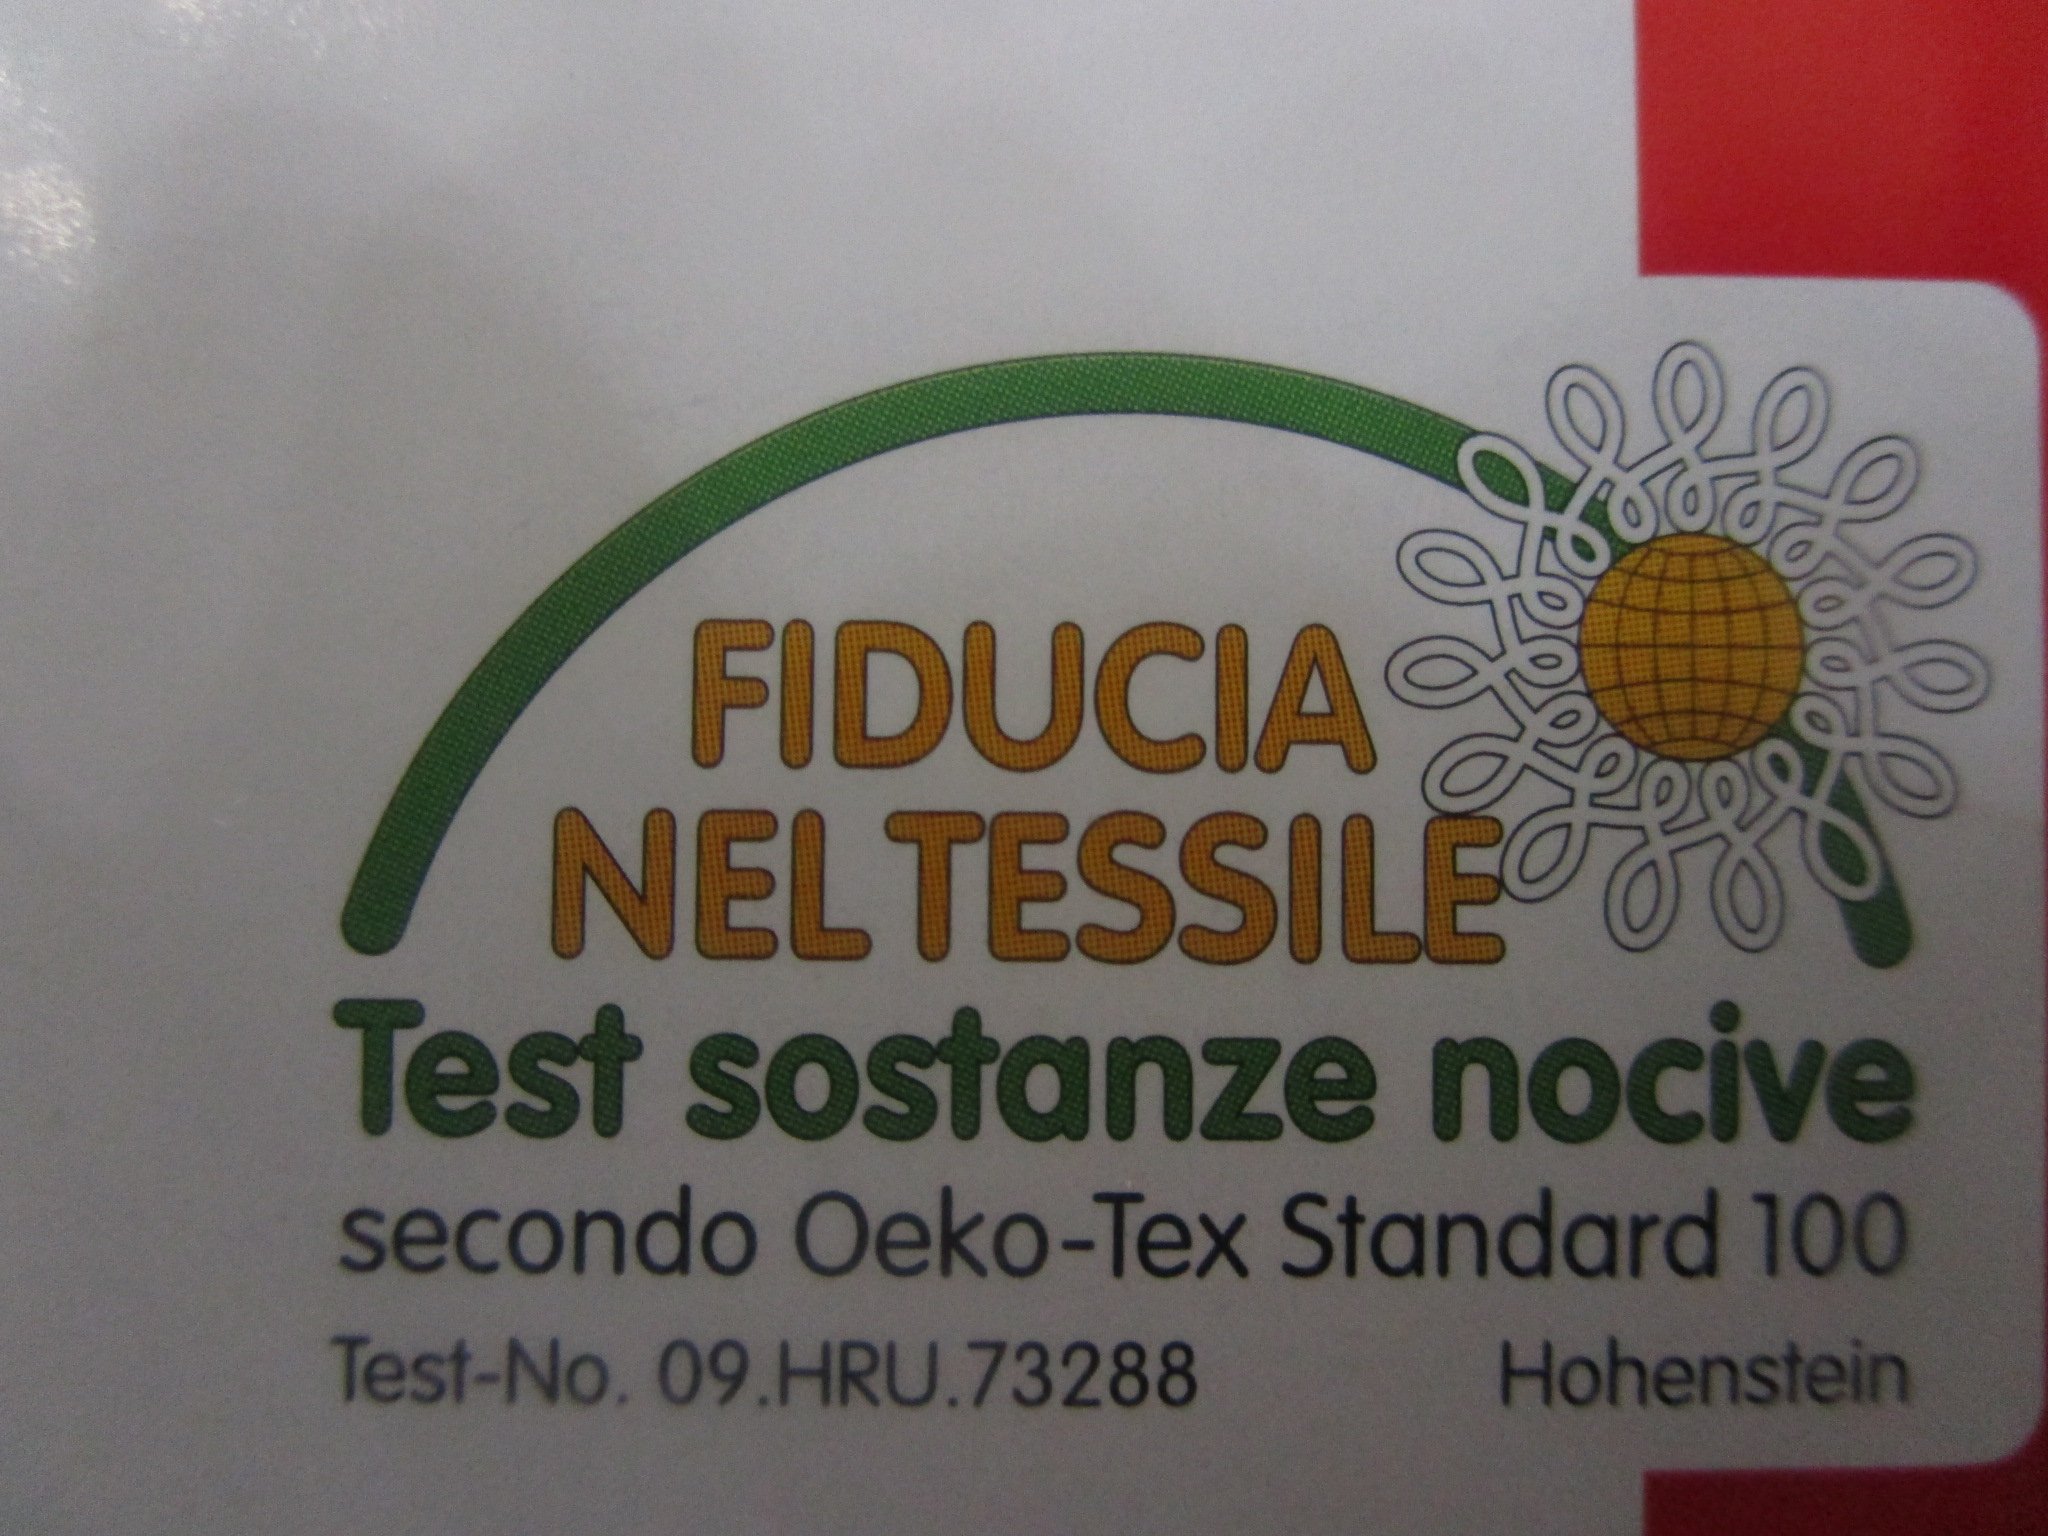 FIDUCIA
NEL TESSILE
Test sostanze nocive
secondo Oeko-Tex Standard 100
Test-No. 09.HRU.73288 Hohenstein